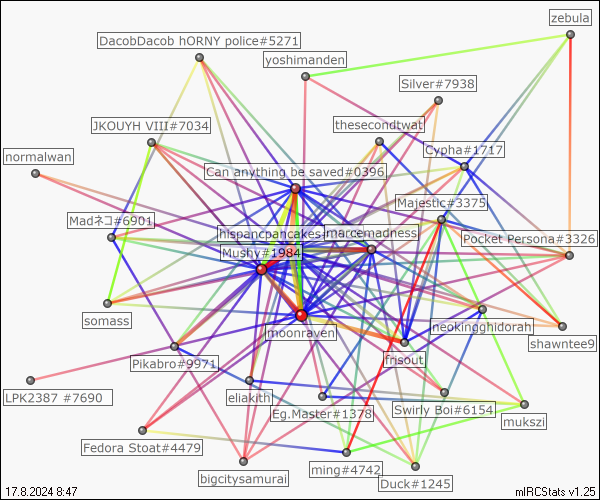 zebula
DacobDacob hORNY police#5271
yoshimanden
Silver#7938
JKOUYH VIII#7034
thesecondtwat
normalwan
Cypha#1717
Can anything be saved#0396
Majestic#3375
Madネコ#6901
hispancpancakes
marcemadness
Pocket Persona#3326
Mushy#1984
somass
moonraven
neokingghidorah
shawntee9
Pikabro#9971
frisout
LPK2387 #7690
eliakith
Eg.Master#1378
Swirly Boi#6154
mukszi
Fedora Stoat#4479
bigcitysamurai
ming#4742
Duck#1245
17.8.2024 8:47
mIRCStats v1.25